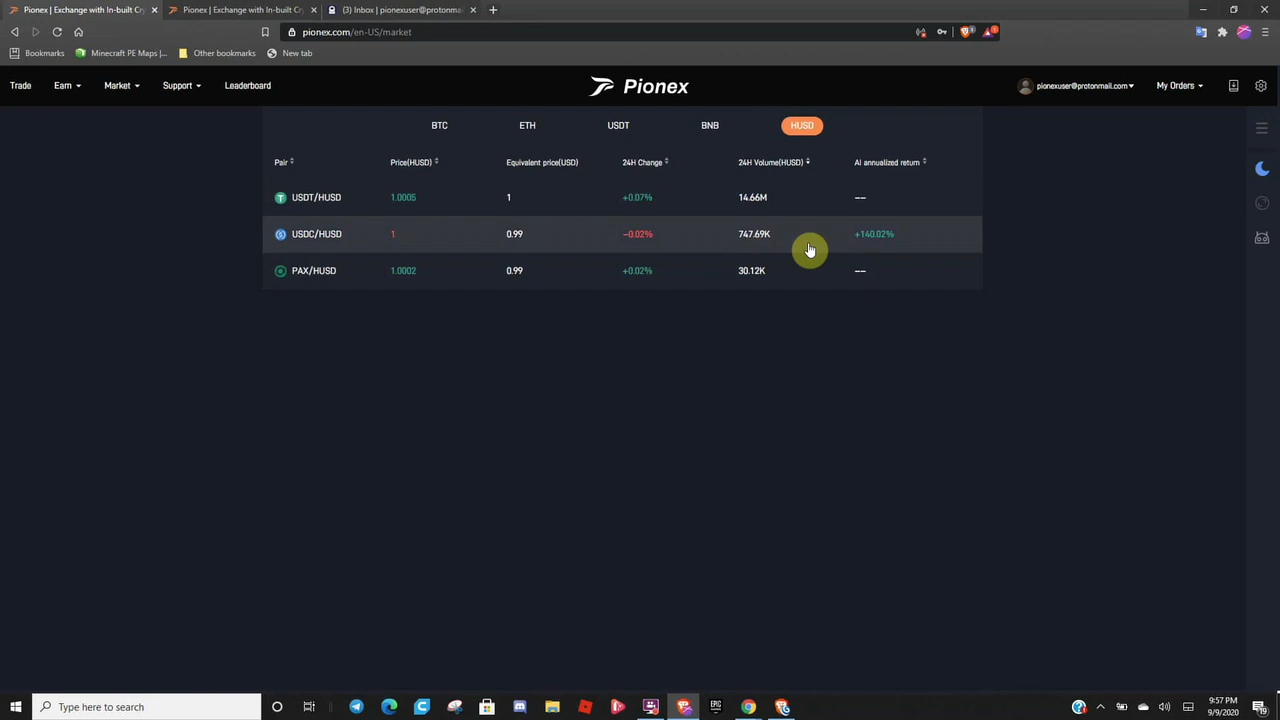 Pionex | Exchange with In-built Cry
Pionex | Exchange with In-built Cry
(3) Inbox | pionexuser@protonmail
pionex.com/en-US/market
Bookmarks
Minecraft PE Maps |...
Other bookmarks
New tab
Trade
Earn
Market
Support
Leaderboard
Pionex
pionexuser@protonmail.com
My Orders
BTC ETH USDT BNB HUSD
Pair Price(HUSD) Equivalent price(USD) 24H Change 24H Volume(HUSD) AI annualized return
USDT/HUSD 1.0005 1 +0.07% 14.66M --
USDC/HUSD 1 0.99 -0.02% 747.69K +140.02%
PAX/HUSD 1.0002 0.99 +0.02% 30.12K --
Type here to search
EPIC
9:57 PM
9/9/2020